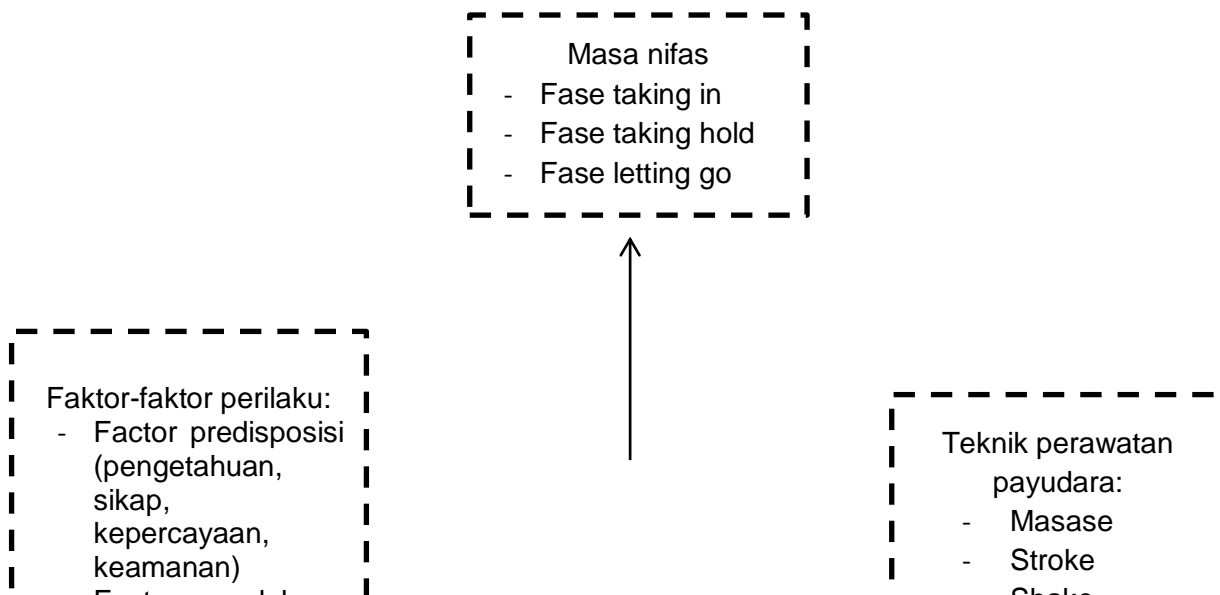 Masa nifas
- Fase taking in
- Fase taking hold
- Fase letting go
Faktor-faktor perilaku:
- Factor predisposisi
(pengetahuan,
sikap,
kepercayaan,
keamanan)
Teknik perawatan
payudara:
- Masase
- Stroke